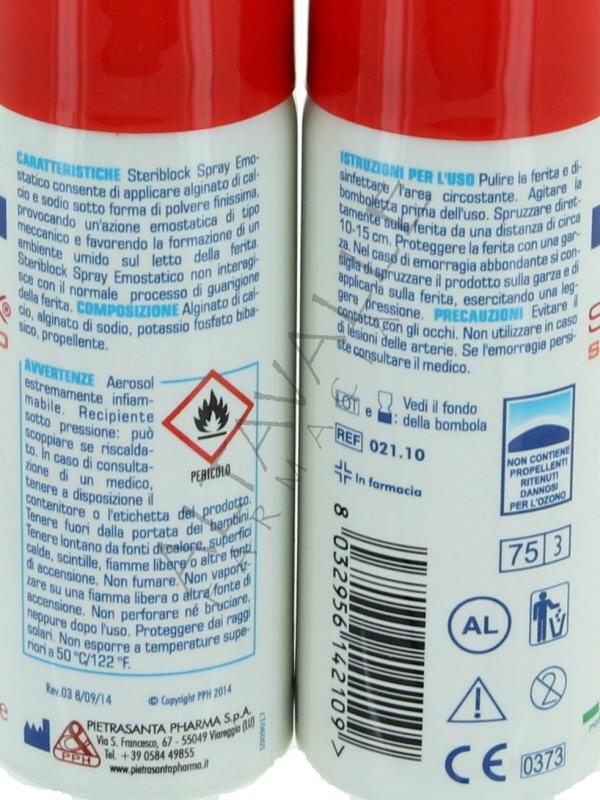 CARATTERISTICHE Steriblock Spray Emo-
statico consente di applicare alginato di cal-
cio e sodio sotto forma di polvere finissima,
provocando un'azione emostatica di tipo
meccanico e favorendo la formazione di un
ambiente umido sul letto della ferita.
Steriblock Spray Emostatico non interagi-
sce con il normale processo di guarigione
della ferita. COMPOSIZIONE Alginato di cal-
cio, alginato di sodio, potassio fosfato biba-
sico, propellente.
AVVERTENZE Aerosol
estremamente infiam-
mabile. Recipiente
sotto pressione: può
scoppiare se riscalda-
to. In caso di consulta-
zione di un medico,
tenere a disposizione il
contenitore o l'etichetta del prodotto.
Tenere fuori dalla portata dei bambini.
Tenere lontano da fonti di calore, superfici
calde, scintille, fiamme libere o altre fonti
di accensione. Non fumare. Non vaporiz-
zare su una fiamma libera o altra fonte di
accensione. Non perforare né bruciare,
neppure dopo l'uso. Proteggere dai raggi
solari. Non esporre a temperature supe-
riori a 50 °C/122 °F.
PERICOLO
Rev.03 8/09/14
© Copyright PPH 2014
PPH
PIETRASANTA PHARMA S.p.A.
Via S. Francesco, 67 - 55049 Viareggio (LU)
Tel. +39 0584 49855
www.pietrasantapharma.it
ISTRUZIONI PER L'USO Pulire la ferita e di-
sinfettare l'area circostante. Agitare la
bomboletta prima dell'uso. Spruzzare diret-
tamente sulla ferita da una distanza di circa
10-15 cm. Proteggere la ferita con una gar-
za. Nel caso di emorragia abbondante si con-
siglia di spruzzare il prodotto sulla garza e di
applicarla sulla ferita, esercitando una leg-
gera pressione. PRECAUZIONI Evitare il
contatto con gli occhi. Non utilizzare in caso
di lesioni delle arterie. Se l'emorragia persi-
ste consultare il medico.
LOT e : Vedi il fondo
della bombola
REF 021.10
In farmacia
NON CONTIENE
PROPELLENTI
RITENUTI
DANNOSI
PER L'OZONO
75 3
8 032956 142109 >
AL
2
CE 0373